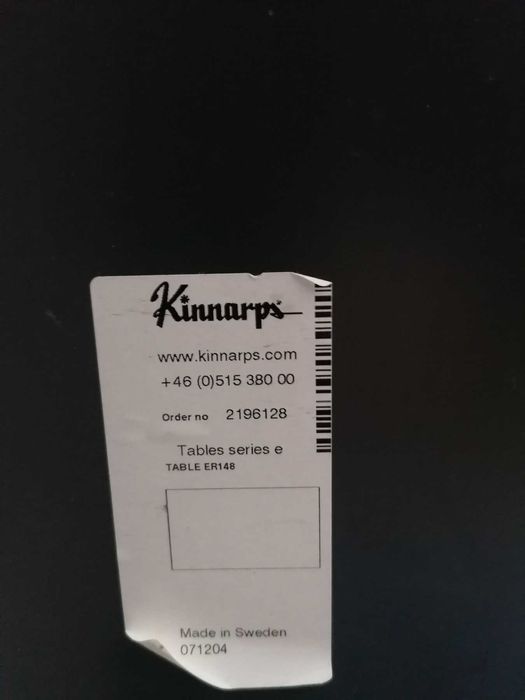 Kinnarps
www.kinnarps.com
+46 (0)515 380 00
Order no 2196128
Tables series e
TABLE ER148
Made in Sweden
071204